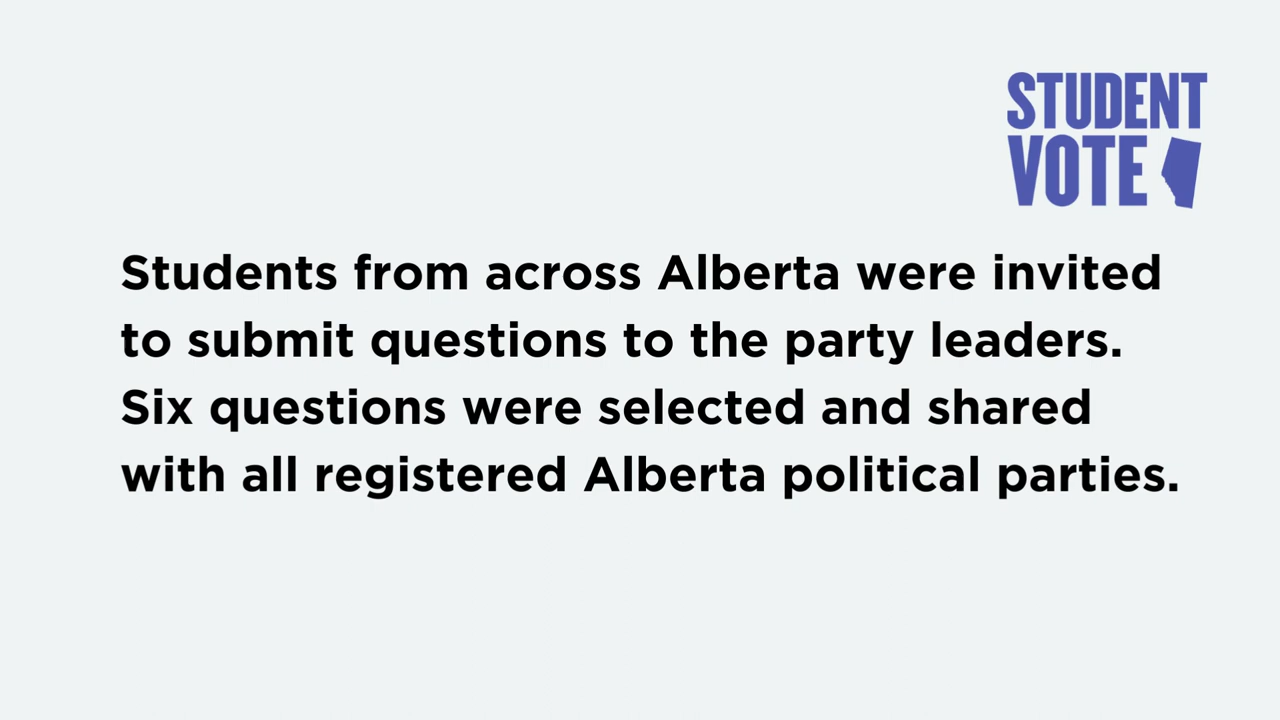 STUDENT
VOTE
Students from across Alberta were invited
to submit questions to the party leaders.
Six questions were selected and shared
with all registered Alberta political parties.